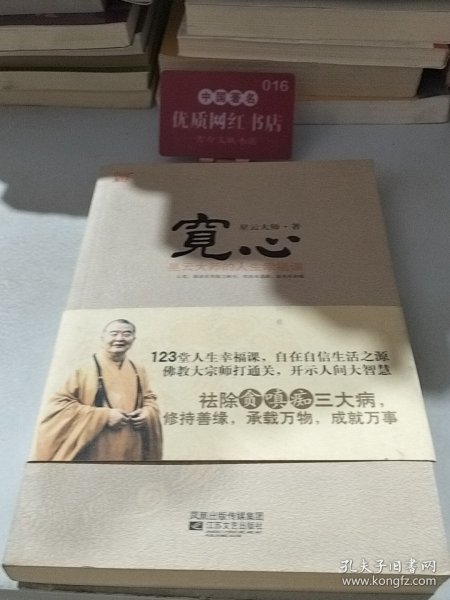 016
中国著名
优质网红书店
宽心
星云大师·著
星云大师的人生幸福课
123堂人生幸福课，自在自信生活之源
佛教大宗师打通关，开示人间大智慧
祛除贪嗔痴三大病，
修持善缘，承载万物，成就万事
凤凰出版传媒集团
江苏文艺出版社
孔夫子旧书网
www.kongfz.com